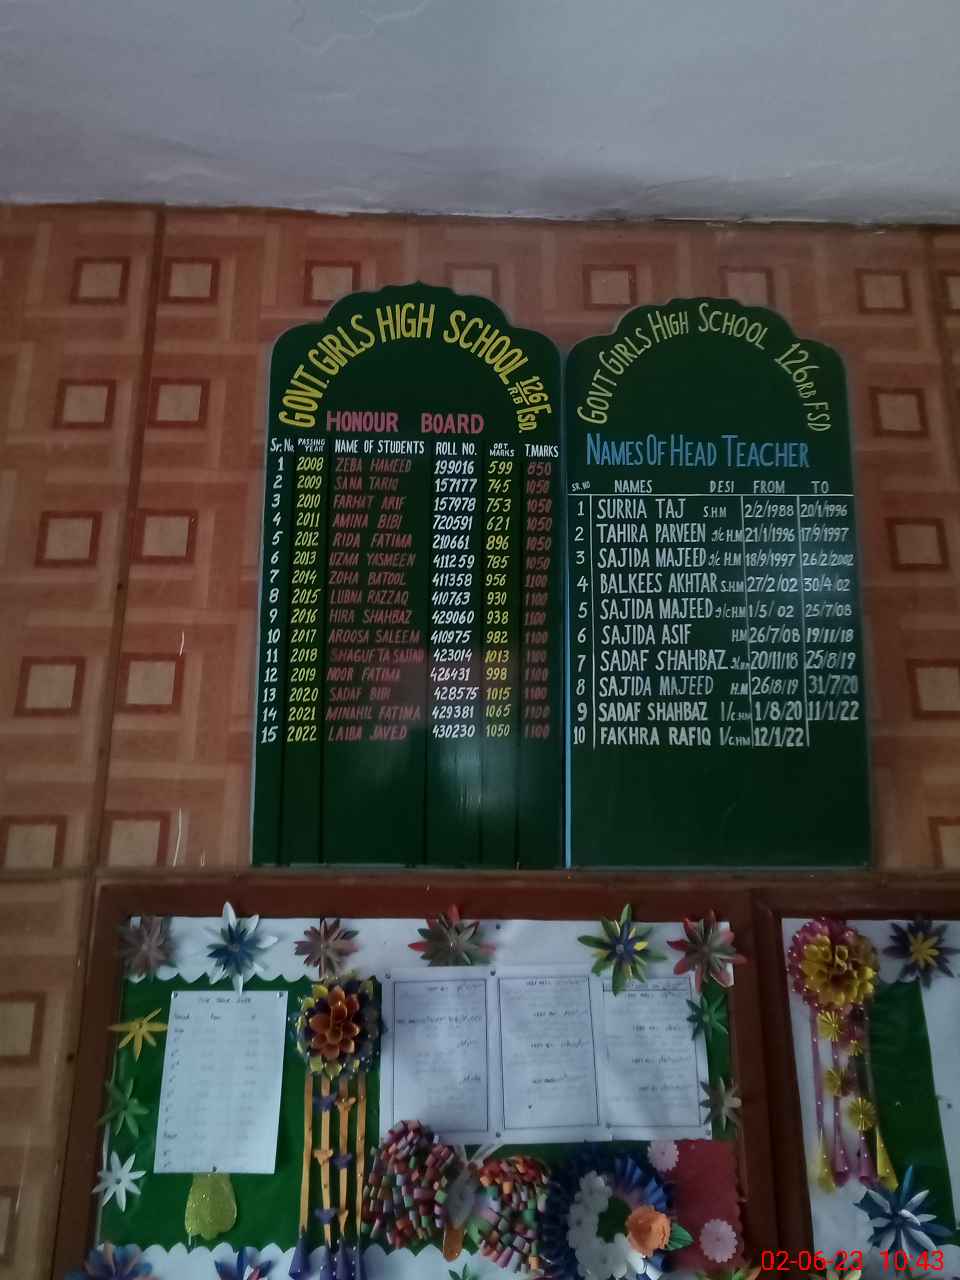 GOVT. GIRLS HIGH SCHOOL 126 R.B FSD.
HONOUR BOARD
Sr. No. PASSING YEAR NAME OF STUDENTS ROLL NO. OBT MARKS T.MARKS
1 2008 ZEBA HAMEED 199016 599 850
2 2009 SANA TARIQ 157177 745 1050
3 2010 FARHAT ARIF 157978 753 1050
4 2011 AMINA BIBI 720591 621 1050
5 2012 RIDA FATIMA 210661 896 1050
6 2013 UZMA YASMEEN 411259 785 1050
7 2014 ZOHA BATOOL 411358 956 1100
8 2015 LUBNA RAZZAQ 410763 930 1100
9 2016 HIRA SHAHBAZ 429060 938 1100
10 2017 AROOSA SALEEM 410975 982 1100
11 2018 SHAGUFTA SAJJAD 423014 1013 1100
12 2019 NOOR FATIMA 426431 998 1100
13 2020 SADAF BIBI 428575 1015 1100
14 2021 MINAHIL FATIMA 429381 1065 1100
15 2022 LAIBA JAVED 430230 1050 1100
GOVT GIRLS HIGH SCHOOL 126 RB FSD
NAMES OF HEAD TEACHER
SR.NO NAMES DESI FROM TO
1 SURRIA TAJ S.HM 2/2/1988 20/1/1996
2 TAHIRA PARVEEN I/C H.M 21/1/1996 17/9/1997
3 SAJIDA MAJEED I/C H.M 18/9/1997 26/2/2002
4 BALKEES AKHTAR S.H.M 27/2/02 30/4/02
5 SAJIDA MAJEED I/C H.M 1/5/02 25/7/08
6 SAJIDA ASIF H.M 26/7/08 19/11/18
7 SADAF SHAHBAZ 20/11/18 25/8/19
8 SAJIDA MAJEED H.M 26/8/19 31/7/20
9 SADAF SHAHBAZ I/C.HM 1/8/20 11/1/22
10 FAKHRA RAFIQ I/C.HM 12/1/22
02-06-23 10:43